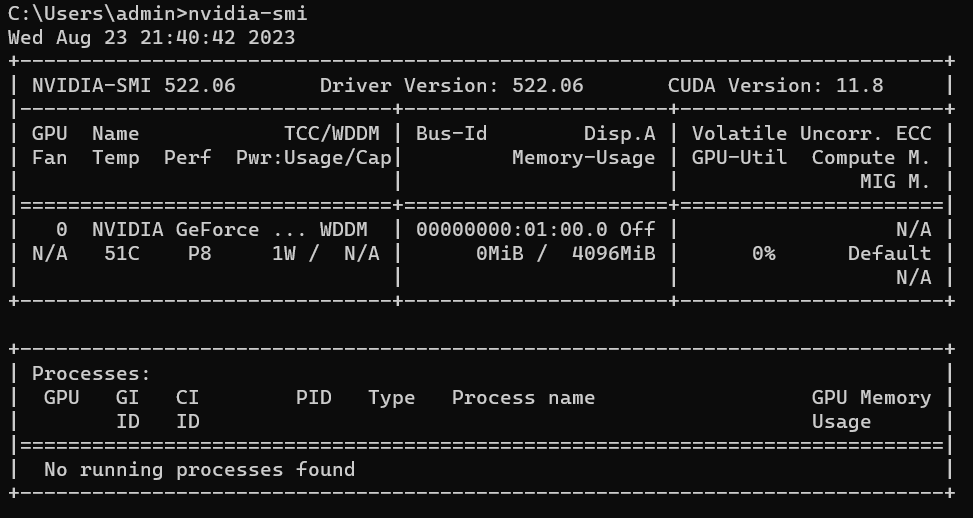 C:\Users\admin>nvidia-smi
Wed Aug 23 21:40:42 2023
+-----------------------------------------------------------------------------+
| NVIDIA-SMI 522.06       Driver Version: 522.06       CUDA Version: 11.8     |
|-------------------------------+----------------------+----------------------+
| GPU  Name            TCC/WDDM | Bus-Id        Disp.A | Volatile Uncorr. ECC |
| Fan  Temp  Perf  Pwr:Usage/Cap|         Memory-Usage | GPU-Util  Compute M. |
|                               |                      |               MIG M. |
|===============================+======================+======================|
|   0  NVIDIA GeForce ... WDDM  | 00000000:01:00.0 Off |                  N/A |
| N/A   51C    P8     1W /  N/A |      0MiB /  4096MiB |      0%      Default |
|                               |                      |                  N/A |
+-------------------------------+----------------------+----------------------+

+-----------------------------------------------------------------------------+
| Processes:                                                                  |
|  GPU   GI   CI        PID   Type   Process name                  GPU Memory |
|        ID   ID                                                   Usage      |
|=============================================================================|
|  No running processes found                                                 |
+-----------------------------------------------------------------------------+